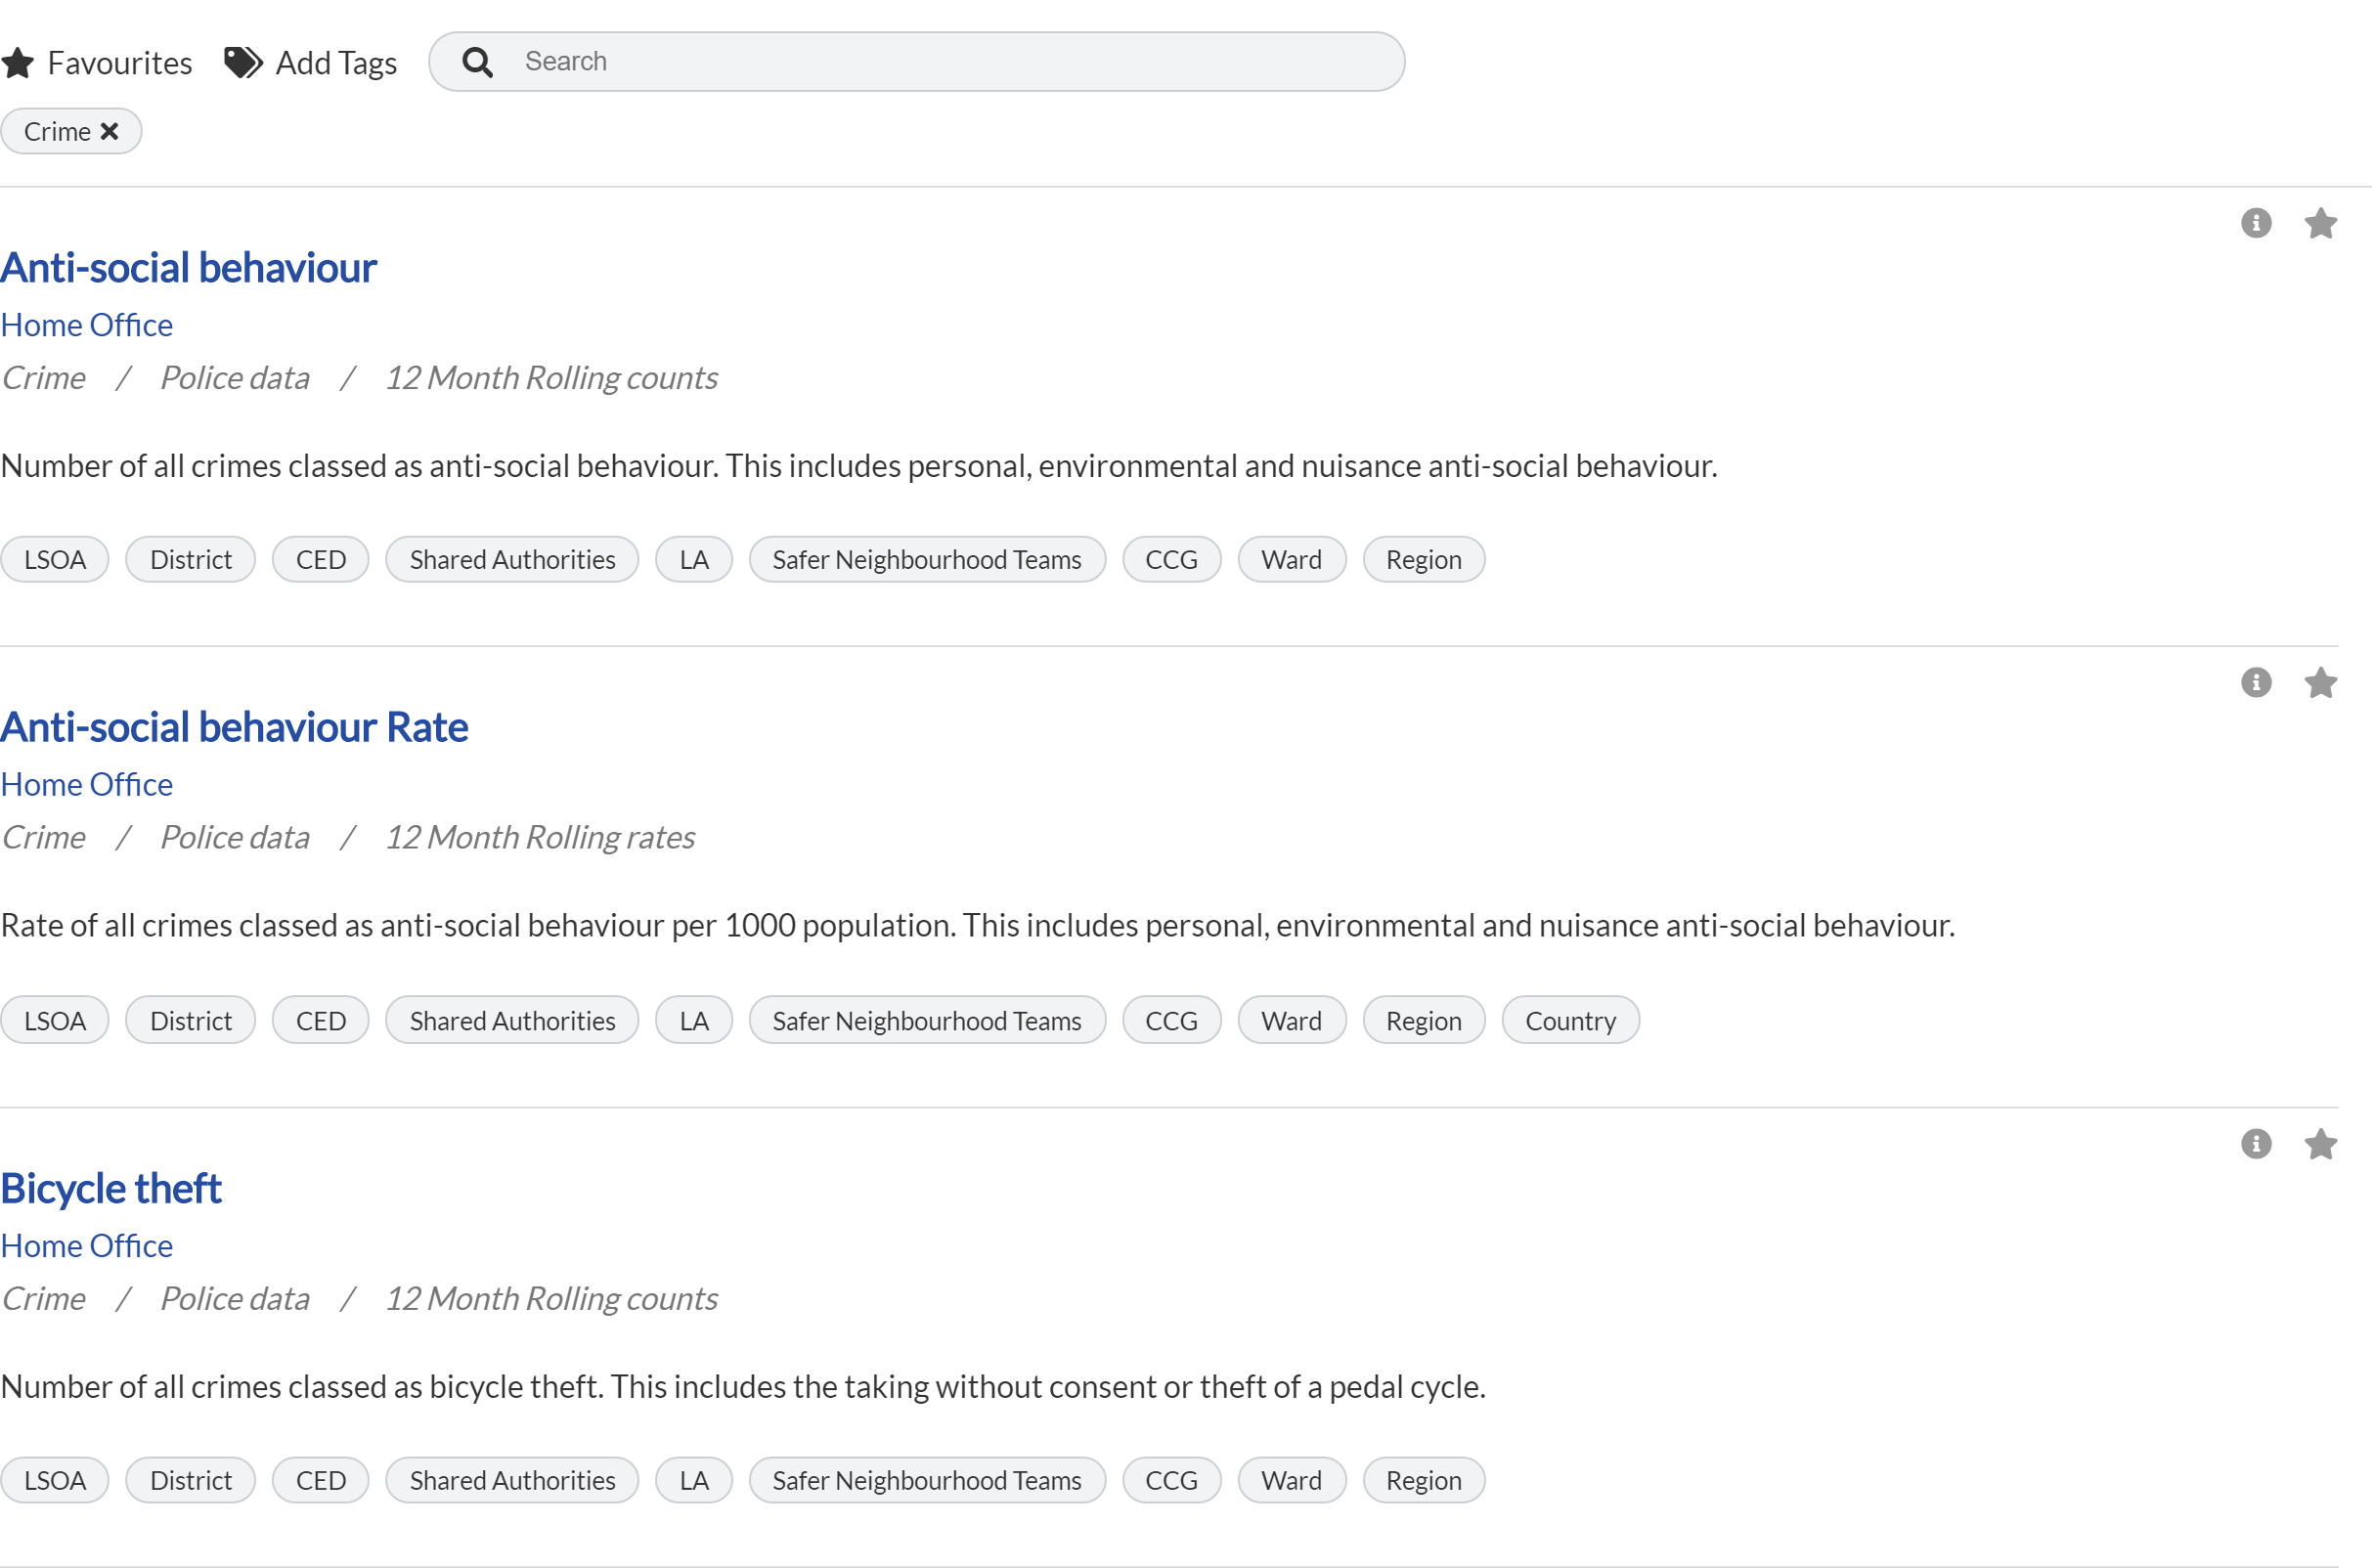 Favourites Add Tags Search
Crime
Anti-social behaviour
Home Office
Crime / Police data / 12 Month Rolling counts
Number of all crimes classed as anti-social behaviour. This includes personal, environmental and nuisance anti-social behaviour.
LSOA District CED Shared Authorities LA Safer Neighbourhood Teams CCG Ward Region
Anti-social behaviour Rate
Home Office
Crime / Police data / 12 Month Rolling rates
Rate of all crimes classed as anti-social behaviour per 1000 population. This includes personal, environmental and nuisance anti-social behaviour.
LSOA District CED Shared Authorities LA Safer Neighbourhood Teams CCG Ward Region Country
Bicycle theft
Home Office
Crime / Police data / 12 Month Rolling counts
Number of all crimes classed as bicycle theft. This includes the taking without consent or theft of a pedal cycle.
LSOA District CED Shared Authorities LA Safer Neighbourhood Teams CCG Ward Region